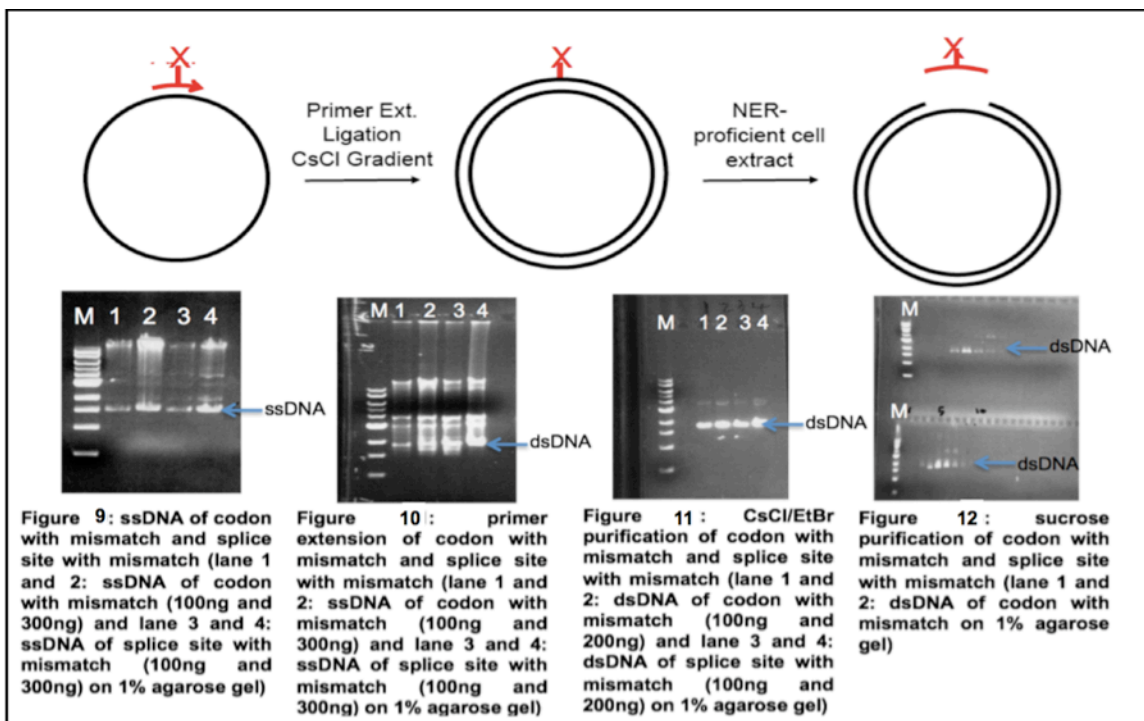 X
X
X
Primer Ext.
Ligation
CsCl Gradient
NER-
proficient cell
extract
M 1 2 3 4
ssDNA
M 1 2 3 4
dsDNA
M 1 2 3 4
dsDNA
M
dsDNA
M 5 10
dsDNA
Figure 9: ssDNA of codon
with mismatch and splice
site with mismatch (lane 1
and 2: ssDNA of codon
with mismatch (100ng and
300ng) and lane 3 and 4:
ssDNA of splice site with
mismatch (100ng and
300ng) on 1% agarose gel)
Figure 10: primer
extension of codon with
mismatch and splice site
with mismatch (lane 1 and
2: ssDNA of codon with
mismatch (100ng and
300ng) and lane 3 and 4:
ssDNA of splice site with
mismatch (100ng and
300ng) on 1% agarose gel)
Figure 11 : CsCl/EtBr
purification of codon with
mismatch and splice site
with mismatch (lane 1 and
2: dsDNA of codon with
mismatch (100ng and
200ng) and lane 3 and 4:
dsDNA of splice site with
mismatch (100ng and
200ng) on 1% agarose gel)
Figure 12 : sucrose
purification of codon with
mismatch and splice site
with mismatch (lane 1 and
2: dsDNA of codon with
mismatch on 1% agarose
gel)